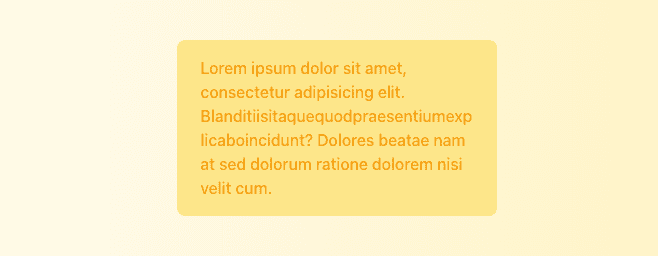 Lorem ipsum dolor sit amet,
consectetur adipisicing elit.
Blanditiisitaquequodpraesentiumexp
licaboincidunt? Dolores beatae nam
at sed dolorum ratione dolorem nisi
velit cum.